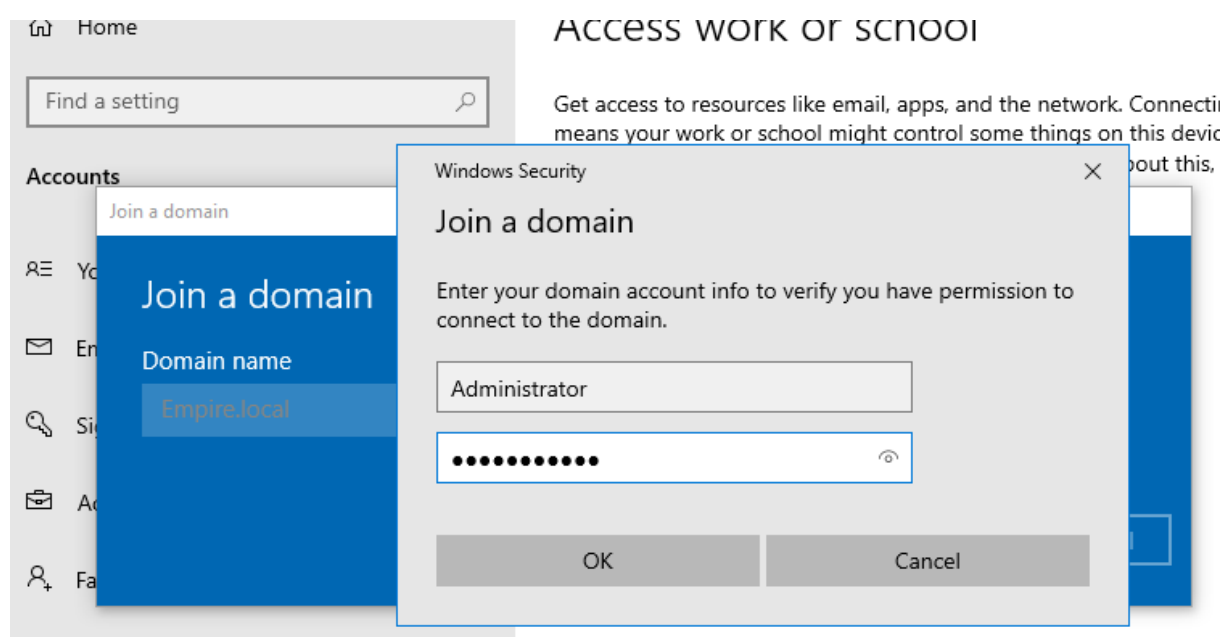 Home
Access work or school
Find a setting
Get access to resources like email, apps, and the network.
means your work or school might control some things on this
Accounts
about this,
Windows Security
Join a domain
Join a domain
Enter your domain account info to verify you have permission to
connect to the domain.
Join a domain
Domain name
Empire.local
Administrator
OK
Cancel